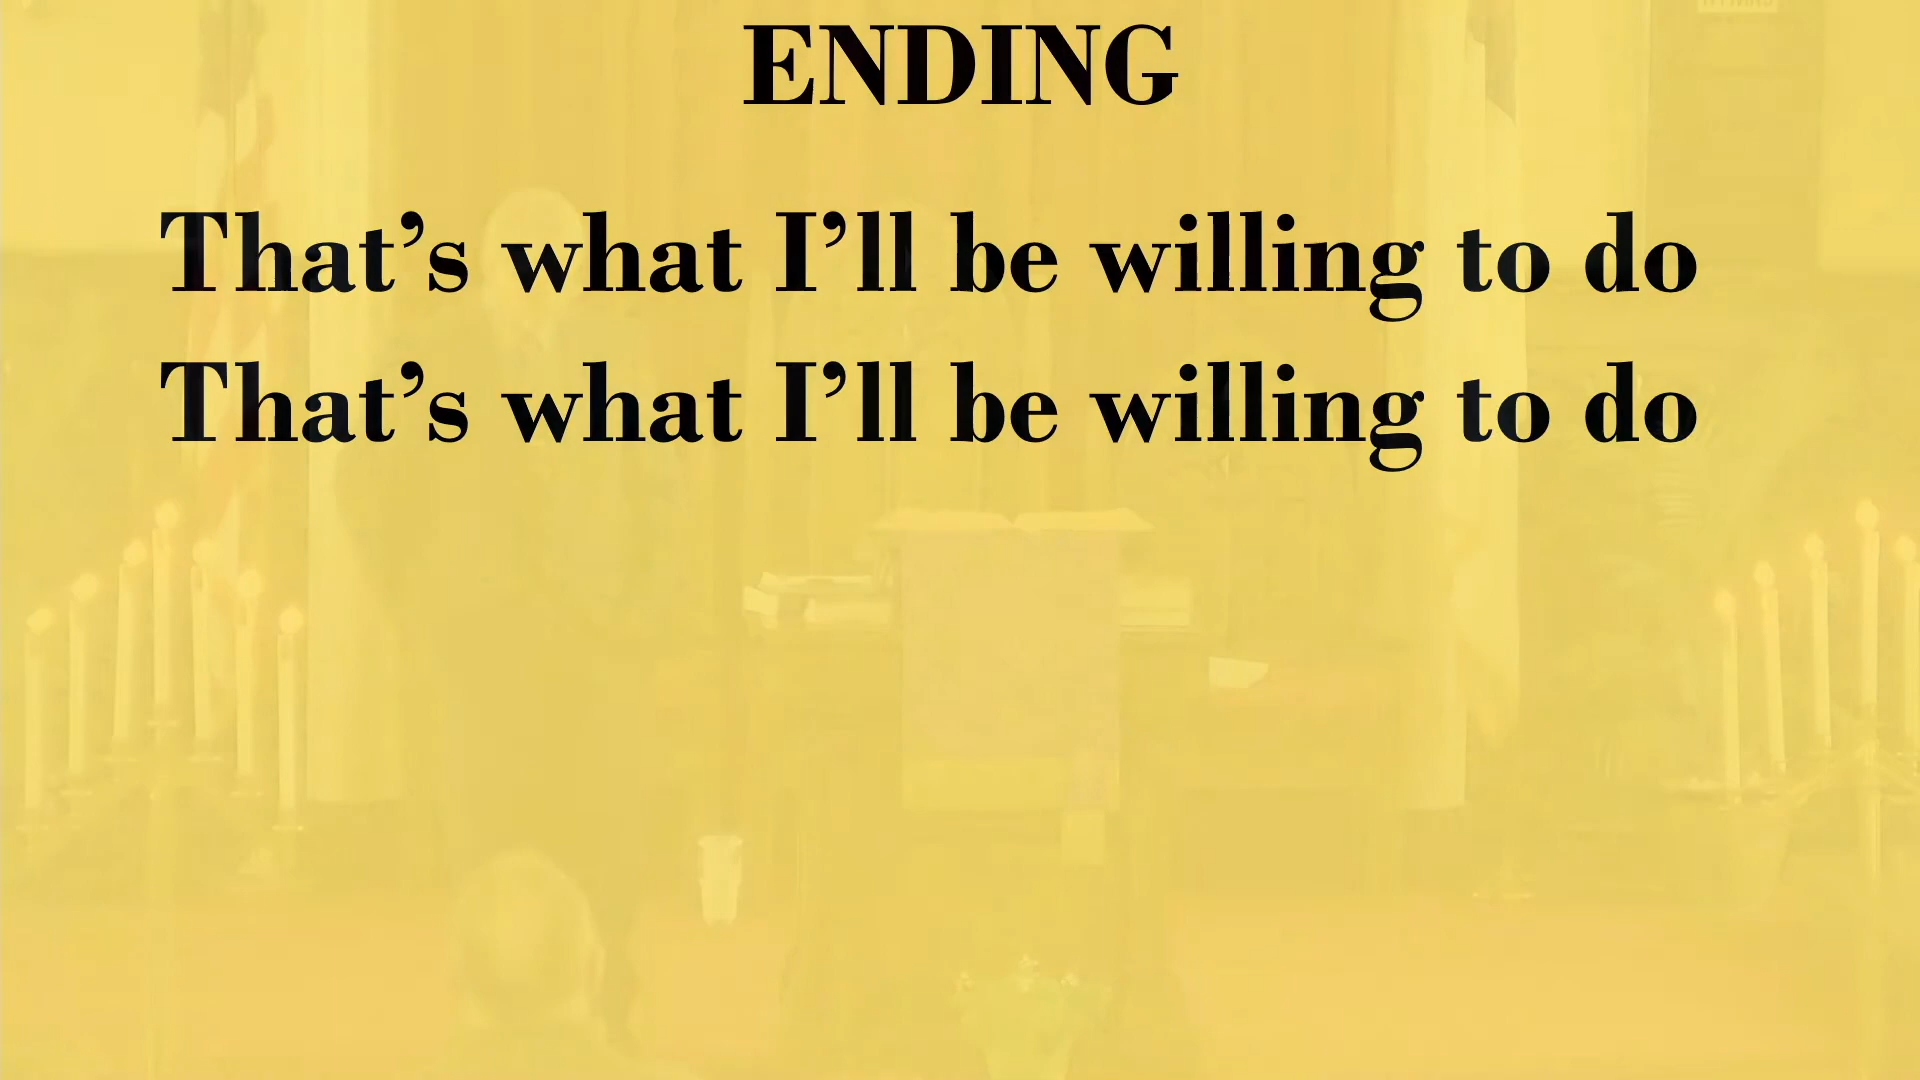 ENDING
That’s what I’ll be willing to do
That’s what I’ll be willing to do